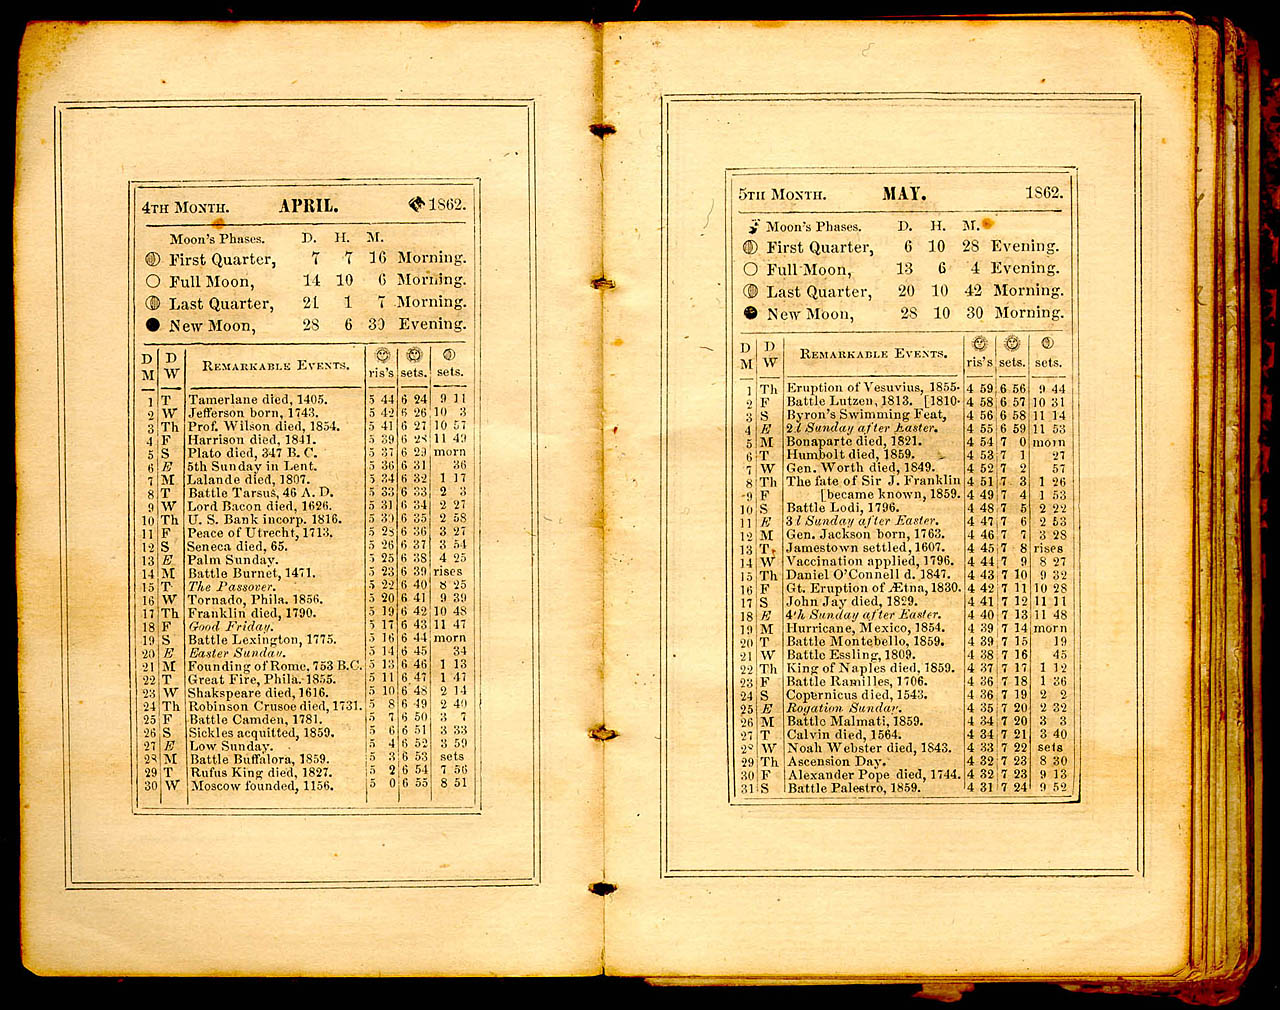 4TH MONTH. APRIL. 1862.
MOON'S PHASES. D. H. M.
First Quarter, 7 7 16 Morning.
Full Moon, 14 10 6 Morning.
Last Quarter, 21 1 7 Morning.
New Moon, 28 6 30 Evening.
D M D W REMARKABLE EVENTS. ris's sets. sets.
1 T Tamerlane died, 1405. 5 44 6 24 9 11
2 W Jefferson born, 1743. 5 42 6 26 10 3
3 Th Prof. Wilson died, 1854. 5 41 6 27 10 57
4 F Harrison died, 1841. 5 39 6 28 11 49
5 S Plato died, 347 B. C. 5 37 6 29 morn
6 E 5th Sunday in Lent. 5 36 6 31 36
7 M Lalande died, 1807. 5 34 6 32 1 17
8 T Battle Tarsus, 46 A. D. 5 33 6 33 2 3
9 W Lord Bacon died, 1626. 5 31 6 34 2 27
10 Th U. S. Bank incorp. 1816. 5 30 6 35 2 58
11 F Peace of Utrecht, 1713. 5 28 6 36 3 27
12 S Seneca died, 65. 5 26 6 37 3 54
13 E Palm Sunday. 5 25 6 38 4 25
14 M Battle Burnet, 1471. 5 23 6 39 rises
15 T The Passover. 5 22 6 40 8 25
16 W Tornado, Phila. 1856. 5 20 6 41 9 39
17 Th Franklin died, 1790. 5 19 6 42 10 48
18 F Good Friday. 5 17 6 43 11 47
19 S Battle Lexington, 1775. 5 16 6 44 morn
20 E Easter Sunday. 5 14 6 45 34
21 M Founding of Rome, 753 B.C. 5 13 6 46 1 13
22 T Great Fire, Phila. 1855. 5 11 6 47 1 47
23 W Shakspeare died, 1616. 5 10 6 48 2 14
24 Th Robinson Crusoe died, 1731. 5 8 6 49 2 40
25 F Battle Camden, 1781. 5 7 6 50 3 7
26 S Sickles acquitted, 1859. 5 6 6 51 3 33
27 E Low Sunday. 5 4 6 52 3 59
28 M Battle Buffalora, 1859. 5 3 6 53 sets
29 T Rufus King died, 1827. 5 2 6 54 7 56
30 W Moscow founded, 1156. 5 0 6 55 8 51
5TH MONTH. MAY. 1862.
MOON'S PHASES. D. H. M.
First Quarter, 6 10 28 Evening.
Full Moon, 13 6 4 Evening.
Last Quarter, 20 10 42 Morning.
New Moon, 28 10 30 Morning.
D M D W REMARKABLE EVENTS. ris's sets. sets.
1 Th Eruption of Vesuvius, 1855. 4 59 6 56 9 44
2 F Battle Lutzen, 1813. [1810. 4 58 6 57 10 31
3 S Byron's Swimming Feat, 4 56 6 58 11 14
4 E 2d Sunday after Easter. 4 55 6 59 11 53
5 M Bonaparte died, 1821. 4 54 7 0 morn
6 T Humbolt died, 1859. 4 53 7 1 27
7 W Gen. Worth died, 1849. 4 52 7 2 57
8 Th The fate of Sir J. Franklin 4 51 7 3 1 26
9 F [became known, 1859. 4 49 7 4 1 53
10 S Battle Lodi, 1796. 4 48 7 5 2 22
11 E 3d Sunday after Easter. 4 47 7 6 2 53
12 M Gen. Jackson born, 1763. 4 46 7 7 3 28
13 T. Jamestown settled, 1607. 4 45 7 8 rises
14 W Vaccination applied, 1796. 4 44 7 9 8 27
15 Th Daniel O'Connell d. 1847. 4 43 7 10 9 32
16 F Gt. Eruption of Ætna, 1830. 4 42 7 11 10 28
17 S John Jay died, 1829. 4 41 7 12 11 11
18 E 4th Sunday after Easter. 4 40 7 13 11 48
19 M Hurricane, Mexico, 1854. 4 39 7 14 morn
20 T Battle Montebello, 1859. 4 39 7 15 19
21 W Battle Essling, 1809. 4 38 7 16 45
22 Th King of Naples died, 1859. 4 37 7 17 1 12
23 F Battle Ramilles, 1706. 4 36 7 18 1 36
24 S Copernicus died, 1543. 4 36 7 19 2 2
25 E Rogation Sunday. 4 35 7 20 2 32
26 M Battle Malmati, 1859. 4 34 7 20 3 3
27 T Calvin died, 1564. 4 34 7 21 3 40
28 W Noah Webster died, 1843. 4 33 7 22 sets
29 Th Ascension Day. 4 32 7 23 8 30
30 F Alexander Pope died, 1744. 4 32 7 23 9 13
31 S Battle Palestro, 1859. 4 31 7 24 9 52